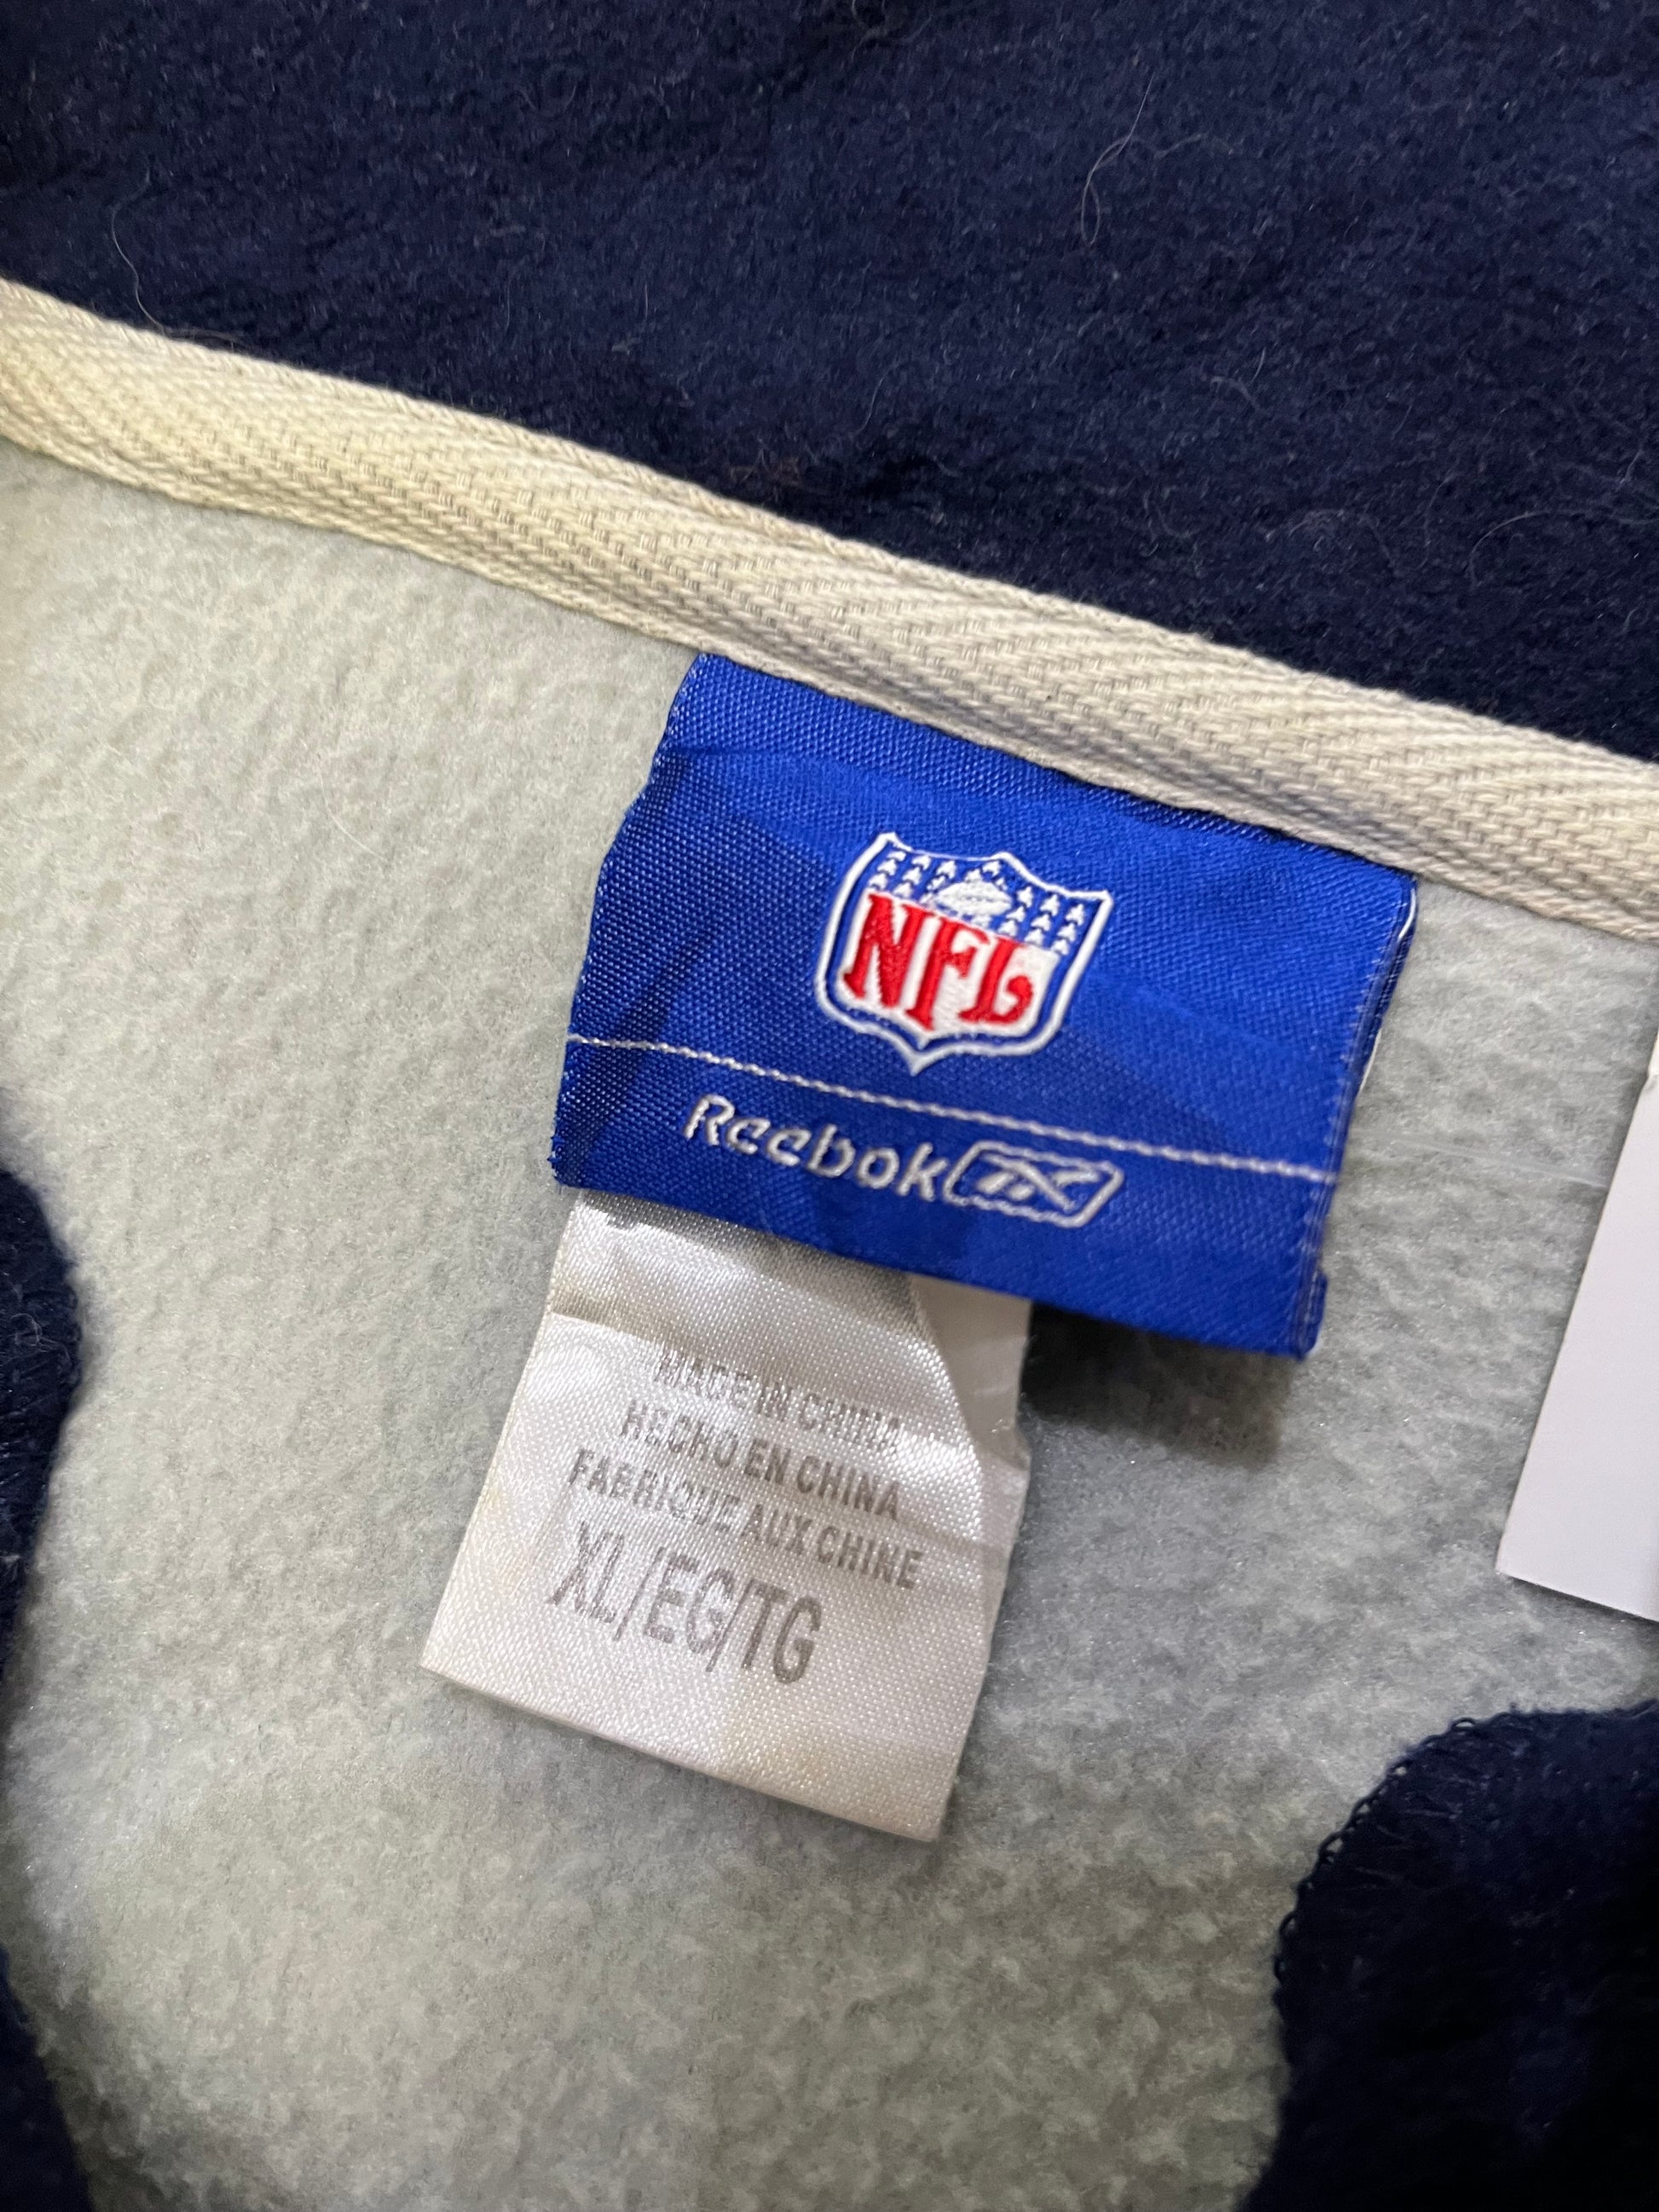 NFL
Reebok
MADE IN CHINA
HECHO EN CHINA
FABRIQUE AUX CHINE
XL/EG/TG